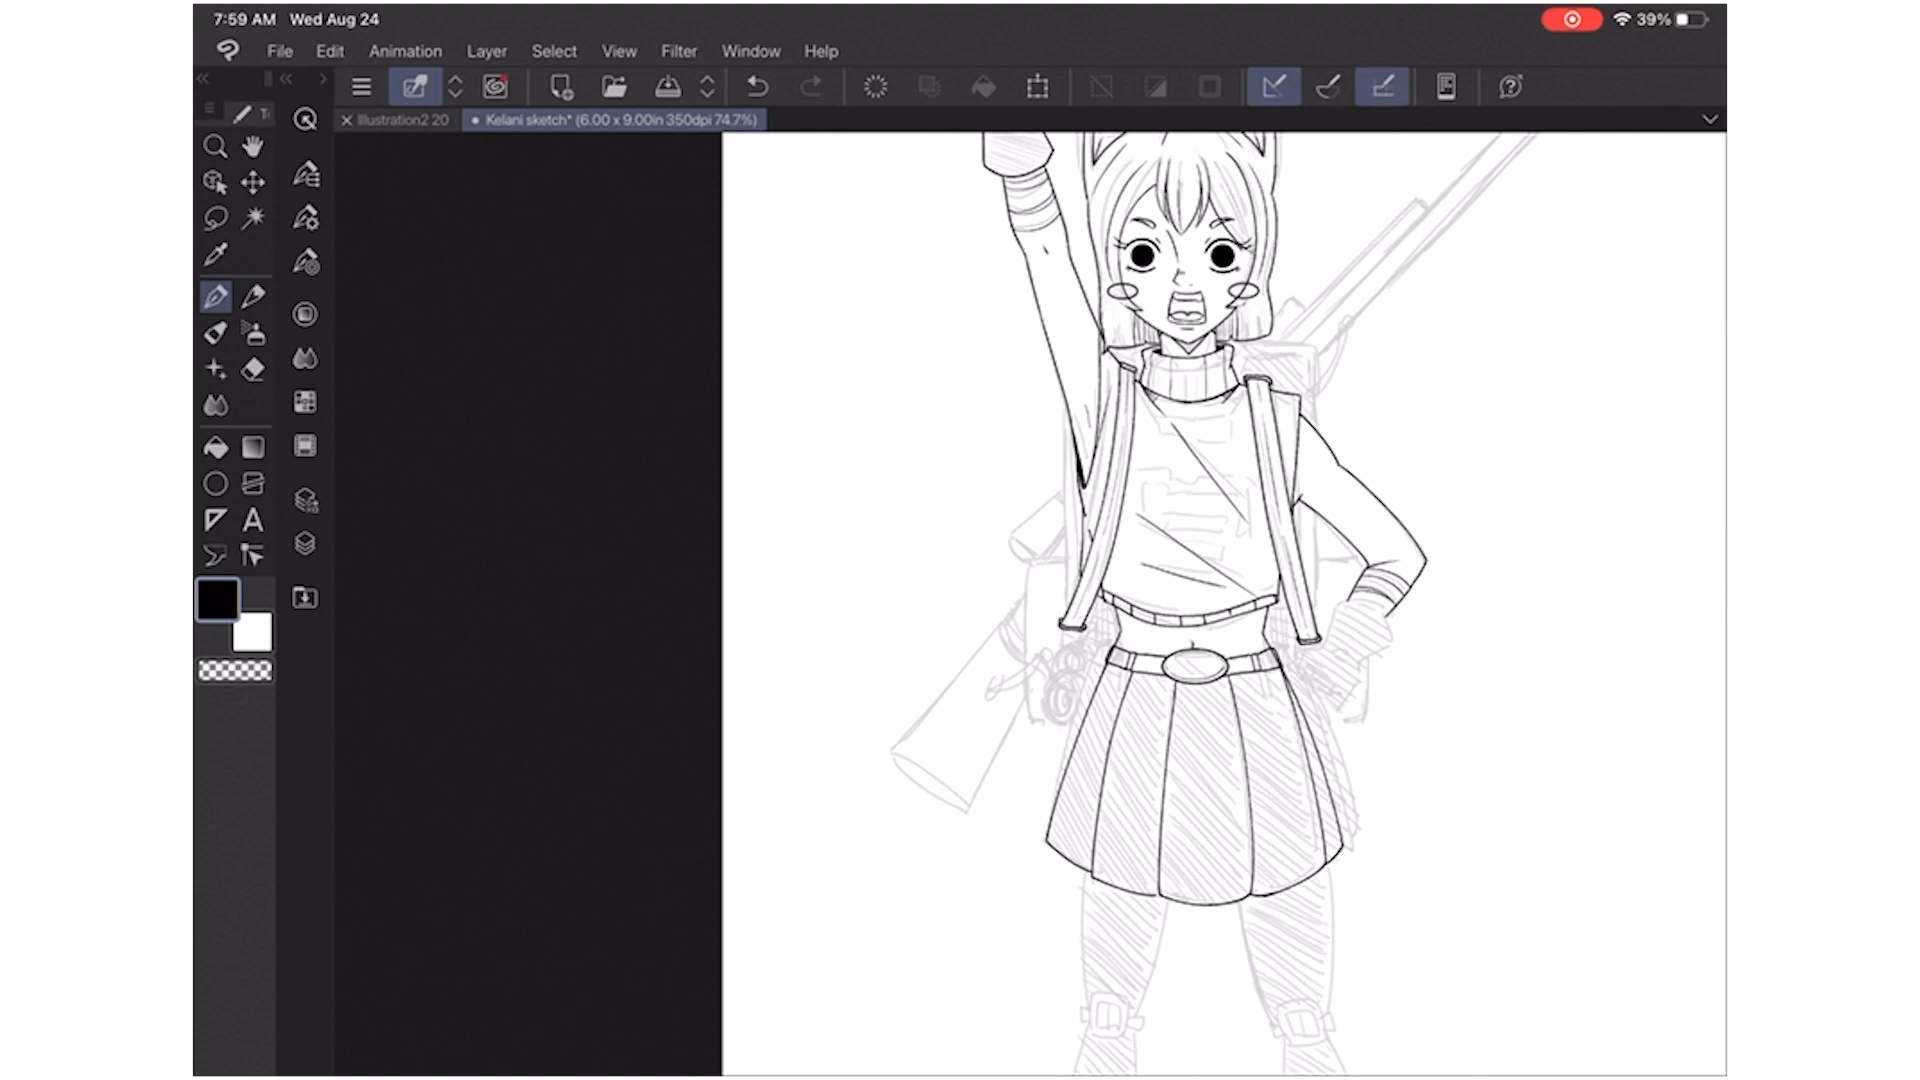 7:59 AM Wed Aug 24
39%
File Edit Animation Layer Select View Filter Window Help
Illustration2 20
Kelani sketch* (6.00 x 9.00in 350dpi 74.7%)
A